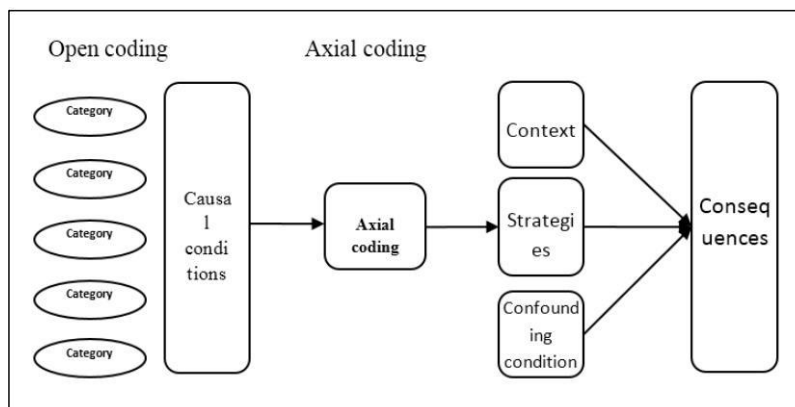 Open coding
Axial coding
Category
Category
Category
Category
Category
Causa
l
condi
tions
Axial
coding
Context
Strategi
es
Confound
ing
condition
Conseq
uences